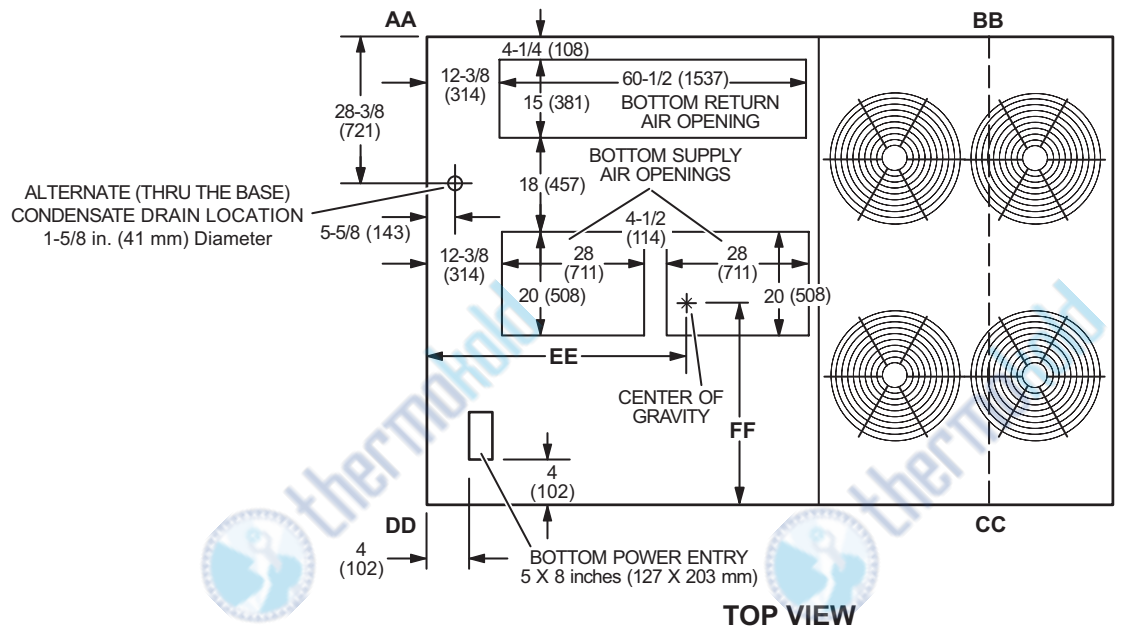 AA
BB
4-1/4 (108)
12-3/8
(314)
60-1/2 (1537)
28-3/8
(721)
15 (381)
BOTTOM RETURN
AIR OPENING
BOTTOM SUPPLY
AIR OPENINGS
18 (457)
ALTERNATE (THRU THE BASE)
CONDENSATE DRAIN LOCATION
1-5/8 in. (41 mm) Diameter
5-5/8 (143)
4-1/2
(114)
12-3/8
(314)
28
(711)
28
(711)
20 (508)
20 (508)
EE
CENTER OF
GRAVITY
FF
4
(102)
DD
CC
4
(102)
BOTTOM POWER ENTRY
5 X 8 inches (127 X 203 mm)
TOP VIEW
thermokold
thermokold